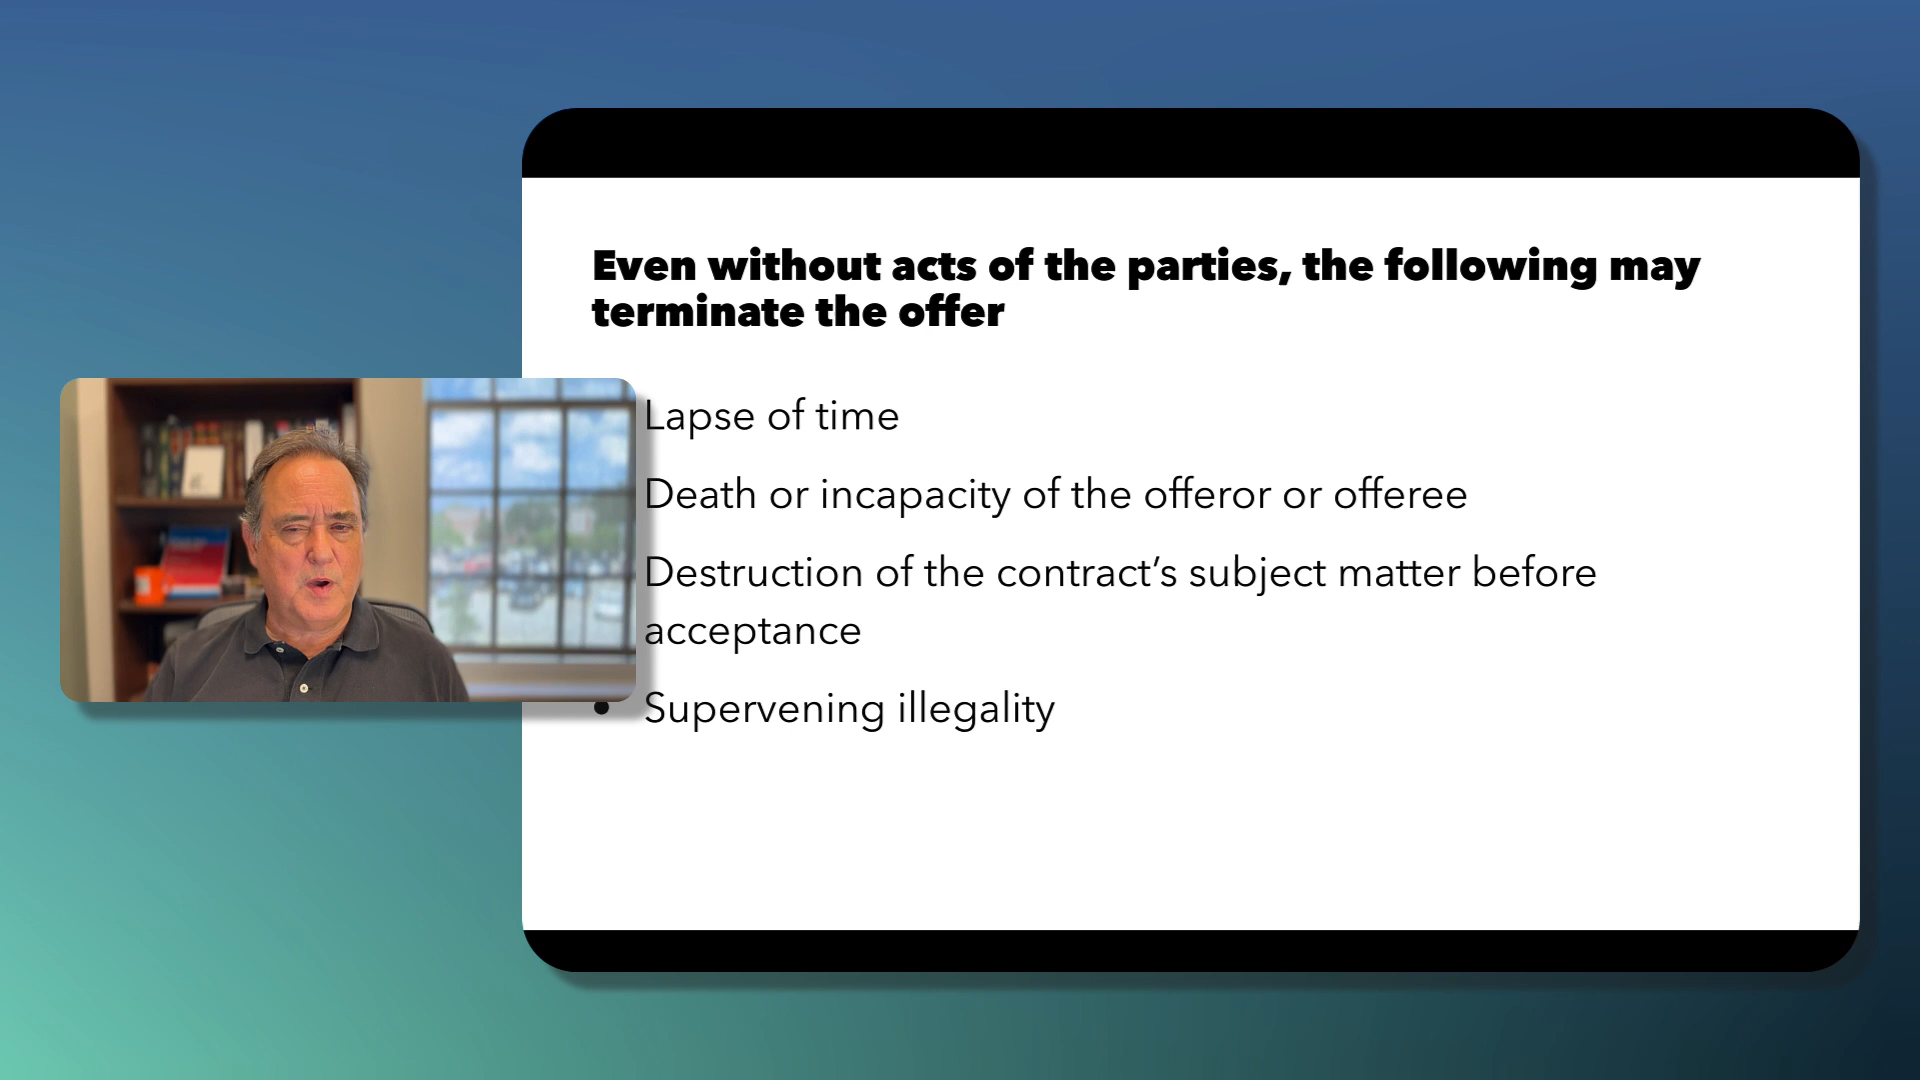 Even without acts of the parties, the following may
terminate the offer
Lapse of time
Death or incapacity of the offeror or offeree
Destruction of the contract’s subject matter before
acceptance
• Supervening illegality